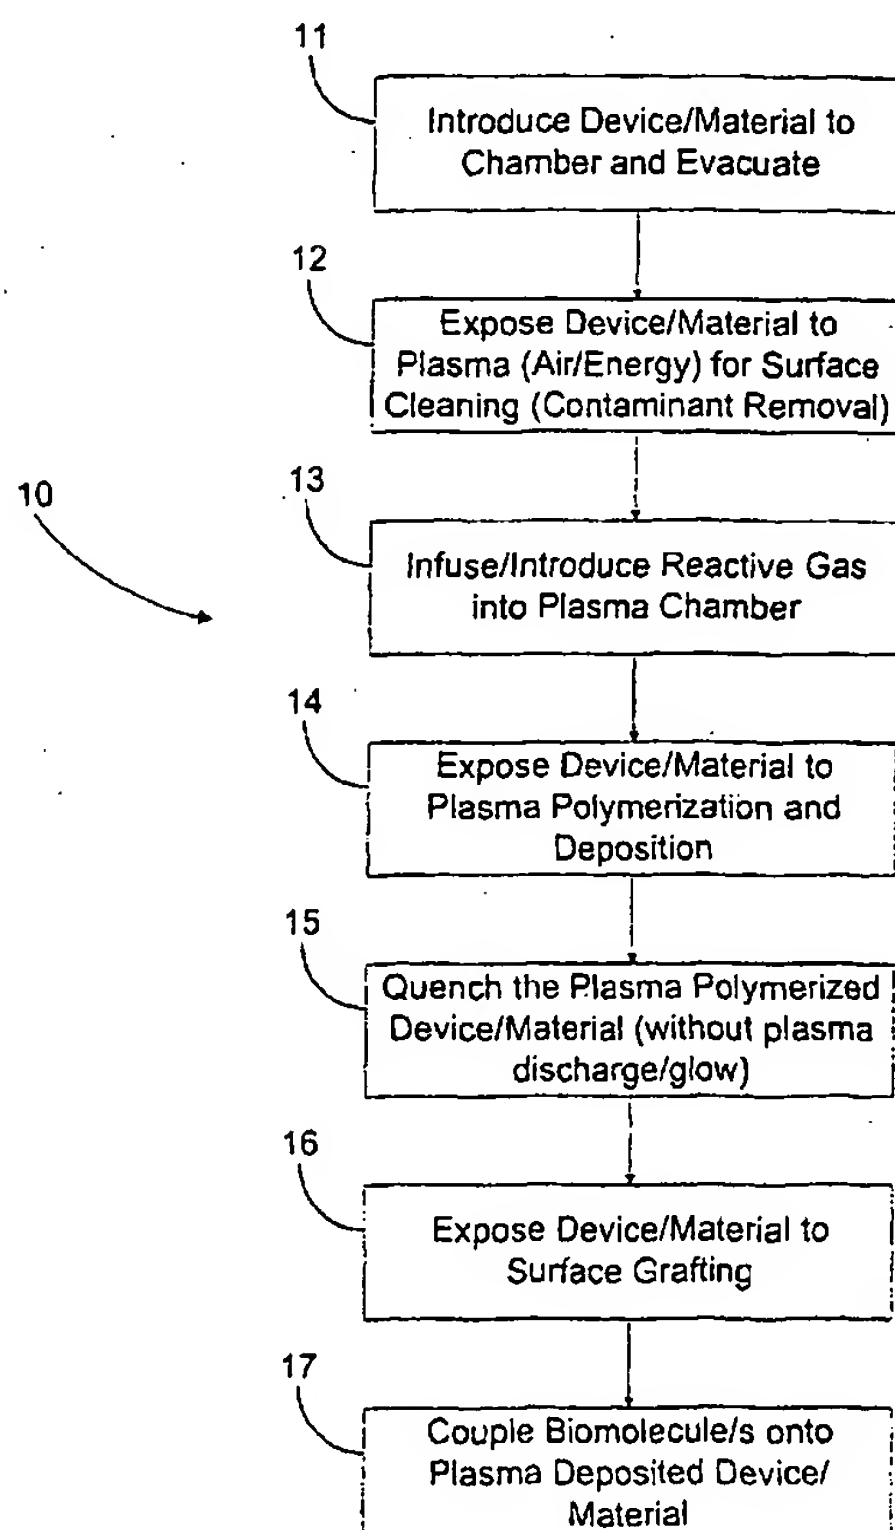 11
Introduce Device/Material to
Chamber and Evacuate
12
Expose Device/Material to
Plasma (Air/Energy) for Surface
Cleaning (Contaminant Removal)
10
13
Infuse/Introduce Reactive Gas
into Plasma Chamber
14
Expose Device/Material to
Plasma Polymerization and
Deposition
15
Quench the Plasma Polymerized
Device/Material (without plasma
discharge/glow)
16
Expose Device/Material to
Surface Grafting
17
Couple Biomolecule/s onto
Plasma Deposited Device/
Material